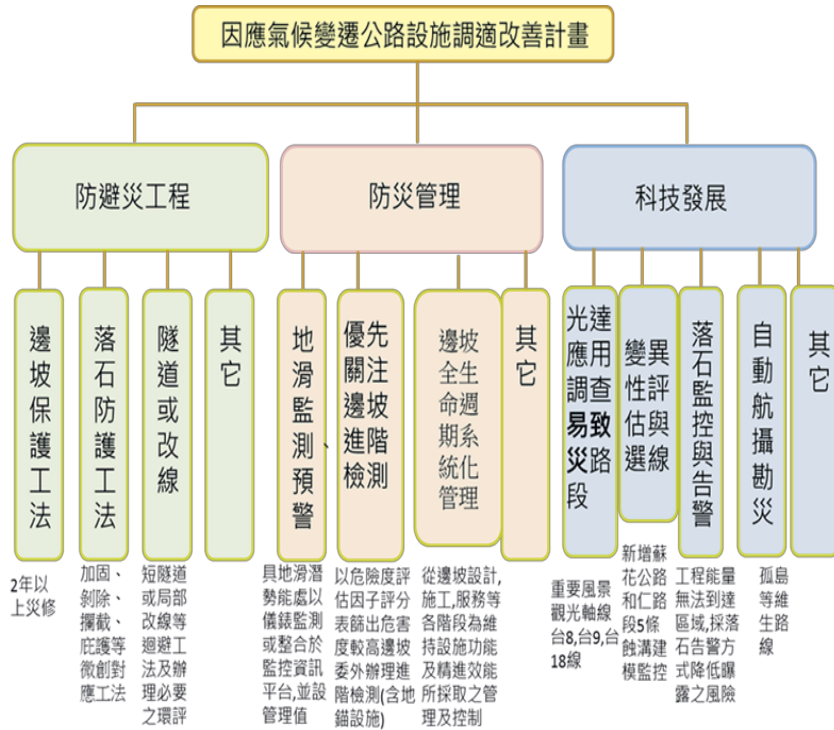 因應氣候變遷公路設施調適改善計畫
防避災工程
防災管理
科技發展
邊坡保護工法
落石防護工法
隧道或改線
其它
地滑監測、預警
優先
關注
邊坡
進階
檢測
邊坡
全生
命週
期系
統化
管理
其它
光達
應用
調查
易致
災路
段
變異
性評
估與
選線
落石監控與告警
自動航攝勘災
其它
2年以
上災修
加固、
剝除、
攔截、
庇護等
微創對
應工法
短隧道
或局部
改線等
迴避工
法及辦
理必要
之環評
具地滑潛
勢能處以
儀錶監測
或整合於
監控資訊
平台,並設
管理值
以危險度評
估因子評分
表篩出危害
度較高邊坡
委外辦理進
階檢測(含地
錨設施)
從邊坡設計,
施工,服務等
各階段為維
持設施功能
及精進效能
所採取之管
理及控制
重要風景
觀光軸線
台8,台9,台
18線
新增蘇
花公路
和仁路
段5條
蝕溝建
模監控
工程能量
無法到達
區域,採落
石告警方
式降低曝
露之風險
孤島
等維
生路
線